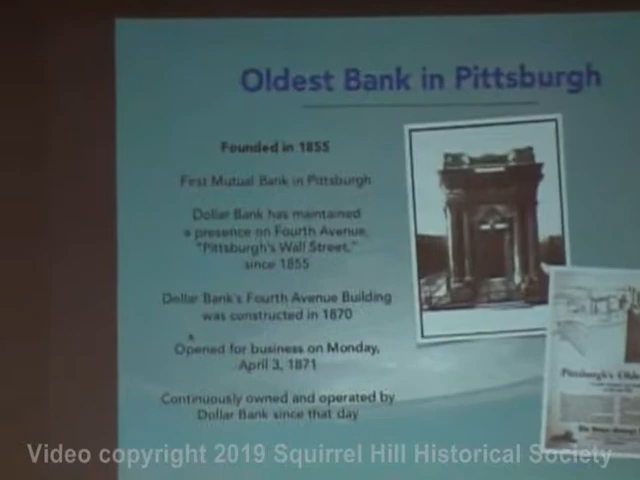 Oldest Bank in Pittsburgh
Founded in 1855
First Mutual Bank in Pittsburgh
Dollar Bank has maintained
a presence on Fourth Avenue,
"Pittsburgh's Wall Street,"
since 1855
Dollar Bank's Fourth Avenue Building
was constructed in 1870
Opened for business on Monday,
April 3, 1871
Continuously owned and operated by
Dollar Bank since that day
Pittsburgh's
Video copyright 2019 Squirrel Hill Historical Society